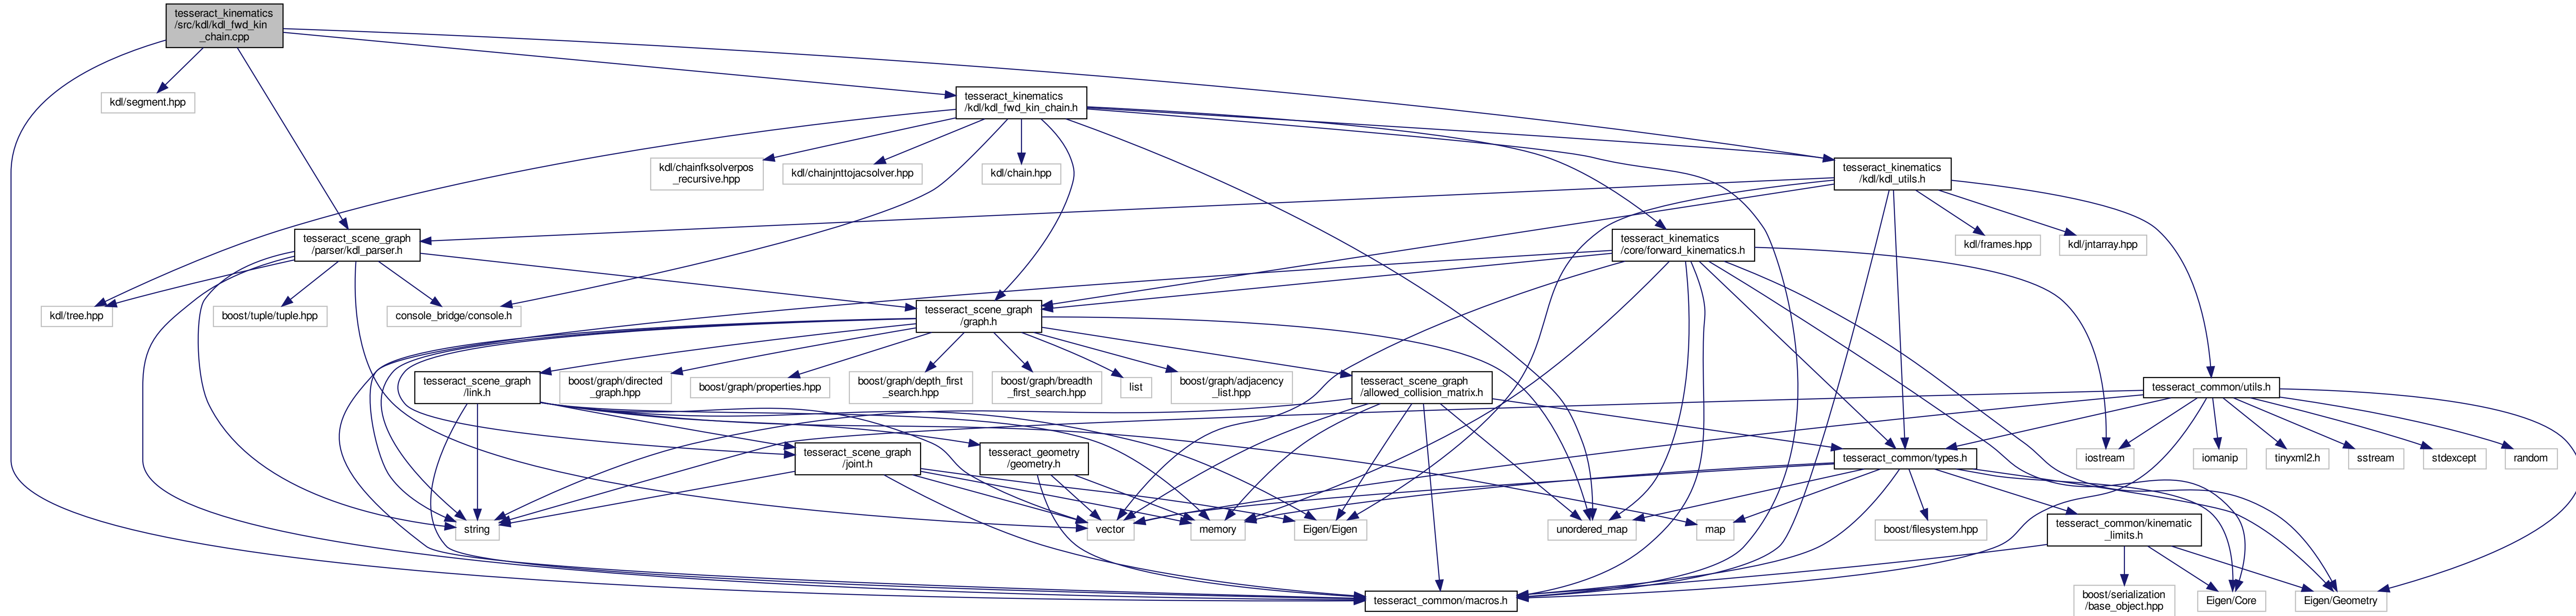 tesseract_kinematics
/src/kdl/kdl_fwd_kin
_chain.cpp
kdl/segment.hpp
tesseract_kinematics
/kdl/kdl_fwd_kin_chain.h
kdl/chainfksolverpos
_recursive.hpp
kdl/chainjnttojacsolver.hpp
kdl/chain.hpp
tesseract_kinematics
/kdl/kdl_utils.h
tesseract_scene_graph
/parser/kdl_parser.h
tesseract_kinematics
/core/forward_kinematics.h
kdl/frames.hpp
kdl/jntarray.hpp
kdl/tree.hpp
boost/tuple/tuple.hpp
console_bridge/console.h
tesseract_scene_graph
/graph.h
tesseract_scene_graph
/link.h
boost/graph/directed
_graph.hpp
boost/graph/properties.hpp
boost/graph/depth_first
_search.hpp
boost/graph/breadth
_first_search.hpp
list
boost/graph/adjacency
_list.hpp
tesseract_scene_graph
/allowed_collision_matrix.h
tesseract_common/utils.h
tesseract_scene_graph
/joint.h
tesseract_geometry
/geometry.h
tesseract_common/types.h
iostream
iomanip
tinyxml2.h
sstream
stdexcept
random
string
vector
memory
Eigen/Eigen
unordered_map
map
boost/filesystem.hpp
tesseract_common/kinematic
_limits.h
tesseract_common/macros.h
boost/serialization
/base_object.hpp
Eigen/Core
Eigen/Geometry